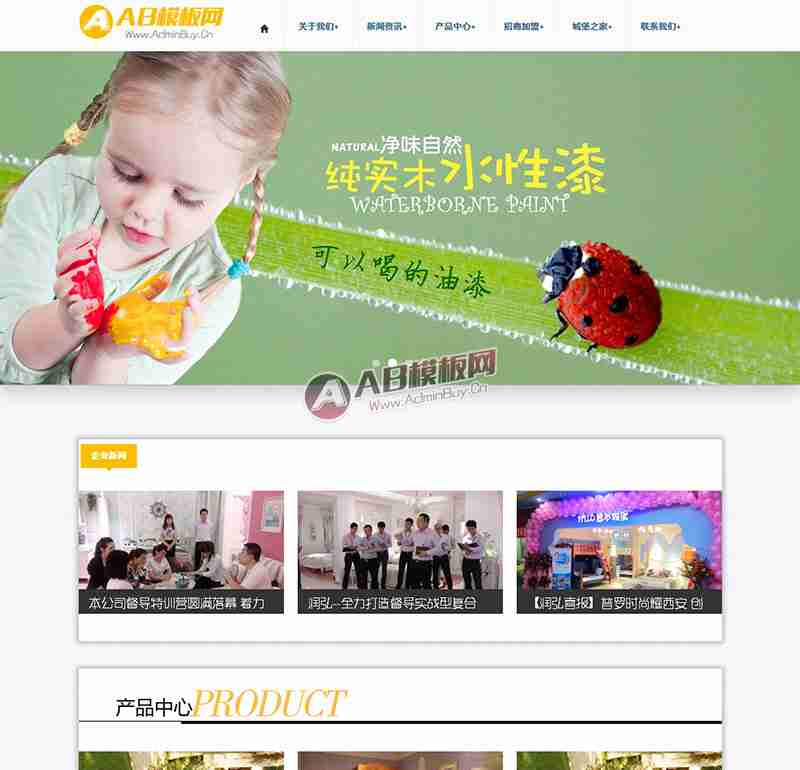 AB模板网
Www.AdminBuy.Cn
关于我们+
新闻资讯+
产品中心+
招商加盟+
城堡之家+
联系我们+
NATURAL净味自然
纯实木水性漆
WATERBORNE PAINT
可以喝的油漆
AB模板网
Www.AdminBuy.Cn
企业新闻
本公司督导特训营圆满落幕 着力
润弘--全力打造督导实战型复合
【润弘喜报】普罗时尚耀西安 创
产品中心PRODUCT